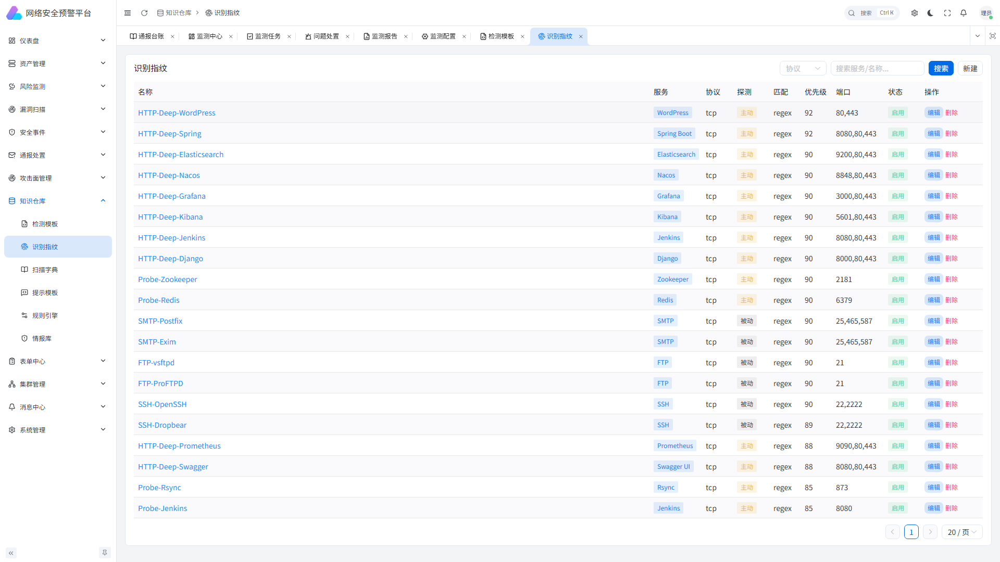 网络安全预警平台
知识仓库 > 识别指纹
搜索 Ctrl K
理员
通报台账 × 监测中心 × 监测任务 × 问题处置 × 监测报告 × 监测配置 × 检测模板 × 识别指纹 ×
仪表盘
资产管理
风险监测
漏洞扫描
安全事件
通报处置
攻击面管理
知识仓库
检测模板
识别指纹
扫描字典
提示模板
规则引擎
情报库
表单中心
集群管理
消息中心
系统管理
识别指纹
协议 搜索服务/名称... 搜索 新建
名称 服务 协议 探测 匹配 优先级 端口 状态 操作
HTTP-Deep-WordPress WordPress tcp 主动 regex 92 80,443 启用 编辑 删除
HTTP-Deep-Spring Spring Boot tcp 主动 regex 92 8080,80,443 启用 编辑 删除
HTTP-Deep-Elasticsearch Elasticsearch tcp 主动 regex 90 9200,80,443 启用 编辑 删除
HTTP-Deep-Nacos Nacos tcp 主动 regex 90 8848,80,443 启用 编辑 删除
HTTP-Deep-Grafana Grafana tcp 主动 regex 90 3000,80,443 启用 编辑 删除
HTTP-Deep-Kibana Kibana tcp 主动 regex 90 5601,80,443 启用 编辑 删除
HTTP-Deep-Jenkins Jenkins tcp 主动 regex 90 8080,80,443 启用 编辑 删除
HTTP-Deep-Django Django tcp 主动 regex 90 8000,80,443 启用 编辑 删除
Probe-Zookeeper Zookeeper tcp 主动 regex 90 2181 启用 编辑 删除
Probe-Redis Redis tcp 主动 regex 90 6379 启用 编辑 删除
SMTP-Postfix SMTP tcp 被动 regex 90 25,465,587 启用 编辑 删除
SMTP-Exim SMTP tcp 被动 regex 90 25,465,587 启用 编辑 删除
FTP-vsftpd FTP tcp 被动 regex 90 21 启用 编辑 删除
FTP-ProFTPD FTP tcp 被动 regex 90 21 启用 编辑 删除
SSH-OpenSSH SSH tcp 被动 regex 90 22,2222 启用 编辑 删除
SSH-Dropbear SSH tcp 被动 regex 89 22,2222 启用 编辑 删除
HTTP-Deep-Prometheus Prometheus tcp 主动 regex 88 9090,80,443 启用 编辑 删除
HTTP-Deep-Swagger Swagger UI tcp 主动 regex 88 8080,80,443 启用 编辑 删除
Probe-Rsync Rsync tcp 主动 regex 85 873 启用 编辑 删除
Probe-Jenkins Jenkins tcp 主动 regex 85 8080 启用 编辑 删除
1 20 / 页